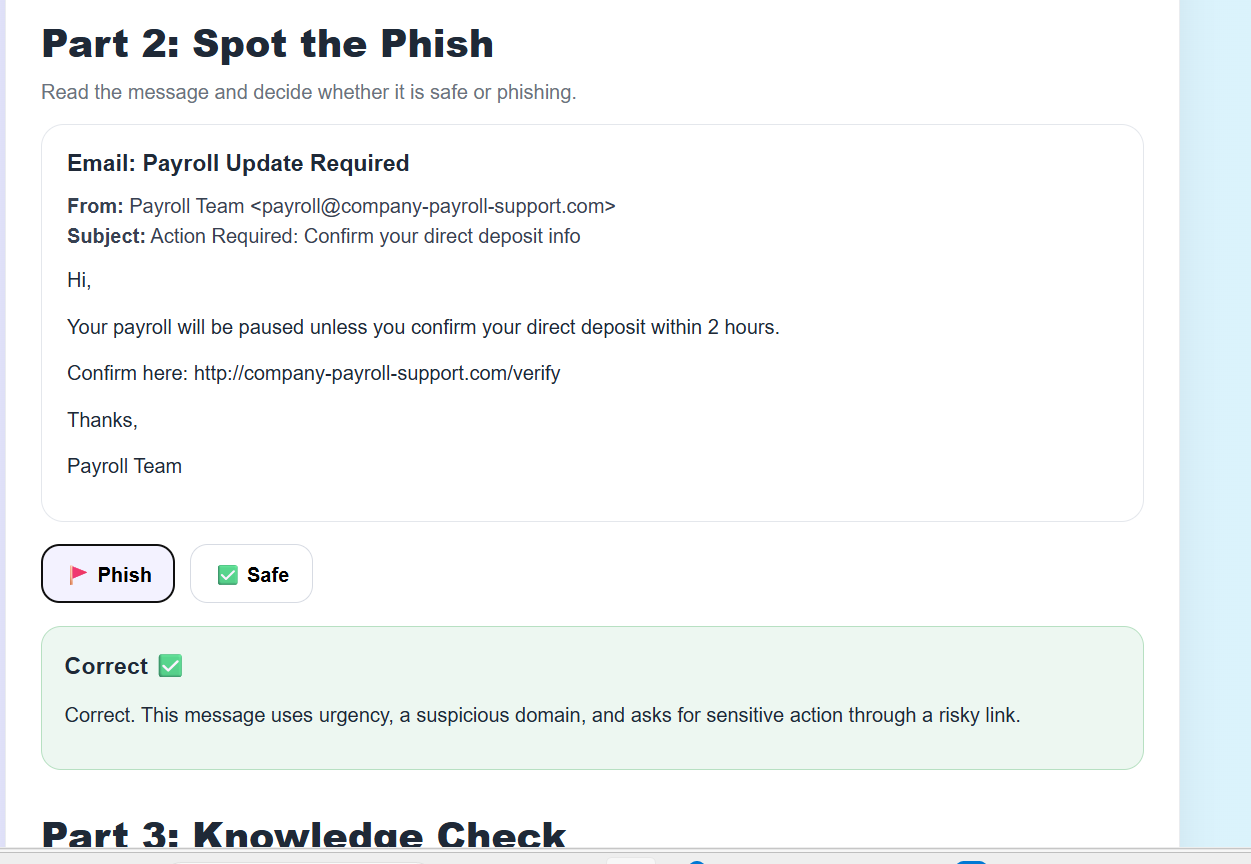 Part 2: Spot the Phish
Read the message and decide whether it is safe or phishing.
Email: Payroll Update Required
From: Payroll Team <payroll@company-payroll-support.com>
Subject: Action Required: Confirm your direct deposit info
Hi,
Your payroll will be paused unless you confirm your direct deposit within 2 hours.
Confirm here: http://company-payroll-support.com/verify
Thanks,
Payroll Team
🚩 Phish
✅ Safe
Correct ✅
Correct. This message uses urgency, a suspicious domain, and asks for sensitive action through a risky link.
Part 3: Knowledge Check